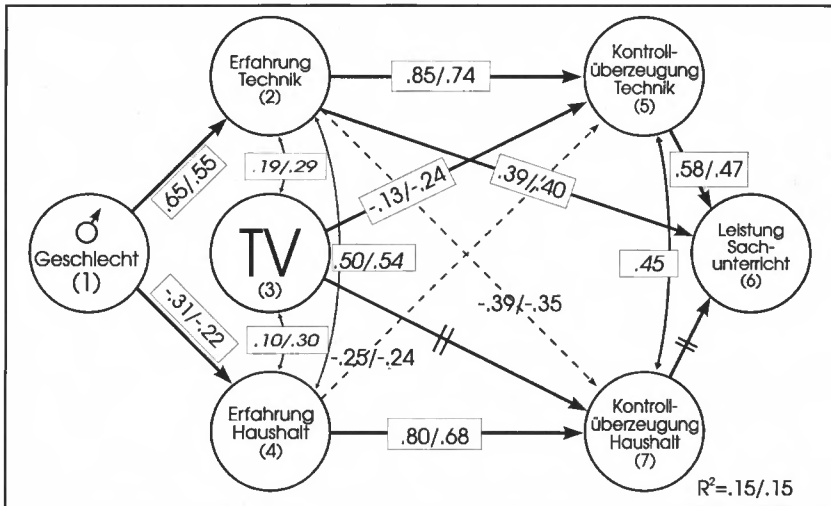 Erfahrung
Technik
(2)
Kontroll-
überzeugung
Technik
(5)
.85/.74
.65/.55
.19/.29
-.13/-.24
.39/.40
.58/.47
♂
Geschlecht
(1)
TV
(3)
.50/.54
.45
Leistung
Sach-
unterricht
(6)
-.31/-.22
.10/.30
-.39/-.35
-.25/-.24
Erfahrung
Haushalt
(4)
.80/.68
Kontroll-
überzeugung
Haushalt
(7)
R²=.15/.15